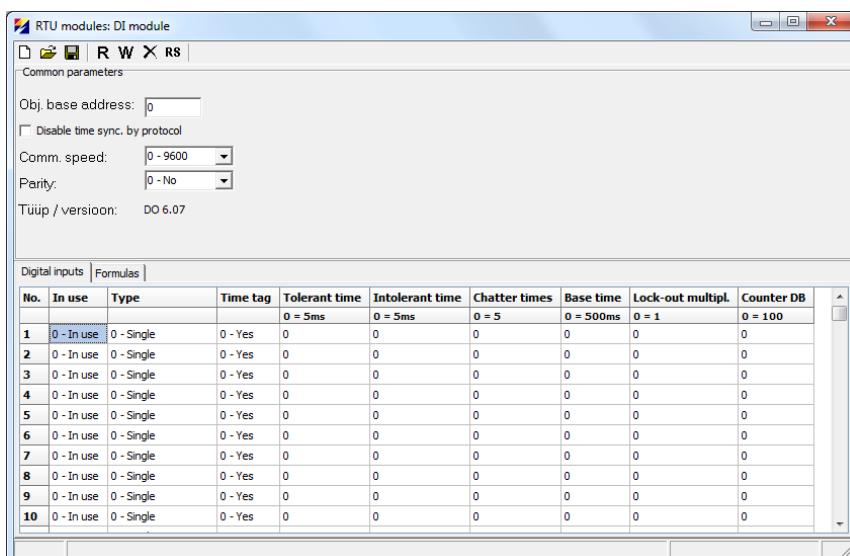 RTU modules: DI module
R W RS
Common parameters
Obj. base address: 0
Disable time sync. by protocol
Comm. speed: 0 - 9600
Parity: 0 - No
Tüüp / versioon: DO 6.07
Digital inputs Formulas
No. In use Type Time tag Tolerant time Intolerant time Chatter times Base time Lock-out multipl. Counter DB
0 = 5ms 0 = 5ms 0 = 5 0 = 500ms 0 = 1 0 = 100
1 0 - In use 0 - Single 0 - Yes 0 0 0 0 0 0
2 0 - In use 0 - Single 0 - Yes 0 0 0 0 0 0
3 0 - In use 0 - Single 0 - Yes 0 0 0 0 0 0
4 0 - In use 0 - Single 0 - Yes 0 0 0 0 0 0
5 0 - In use 0 - Single 0 - Yes 0 0 0 0 0 0
6 0 - In use 0 - Single 0 - Yes 0 0 0 0 0 0
7 0 - In use 0 - Single 0 - Yes 0 0 0 0 0 0
8 0 - In use 0 - Single 0 - Yes 0 0 0 0 0 0
9 0 - In use 0 - Single 0 - Yes 0 0 0 0 0 0
10 0 - In use 0 - Single 0 - Yes 0 0 0 0 0 0